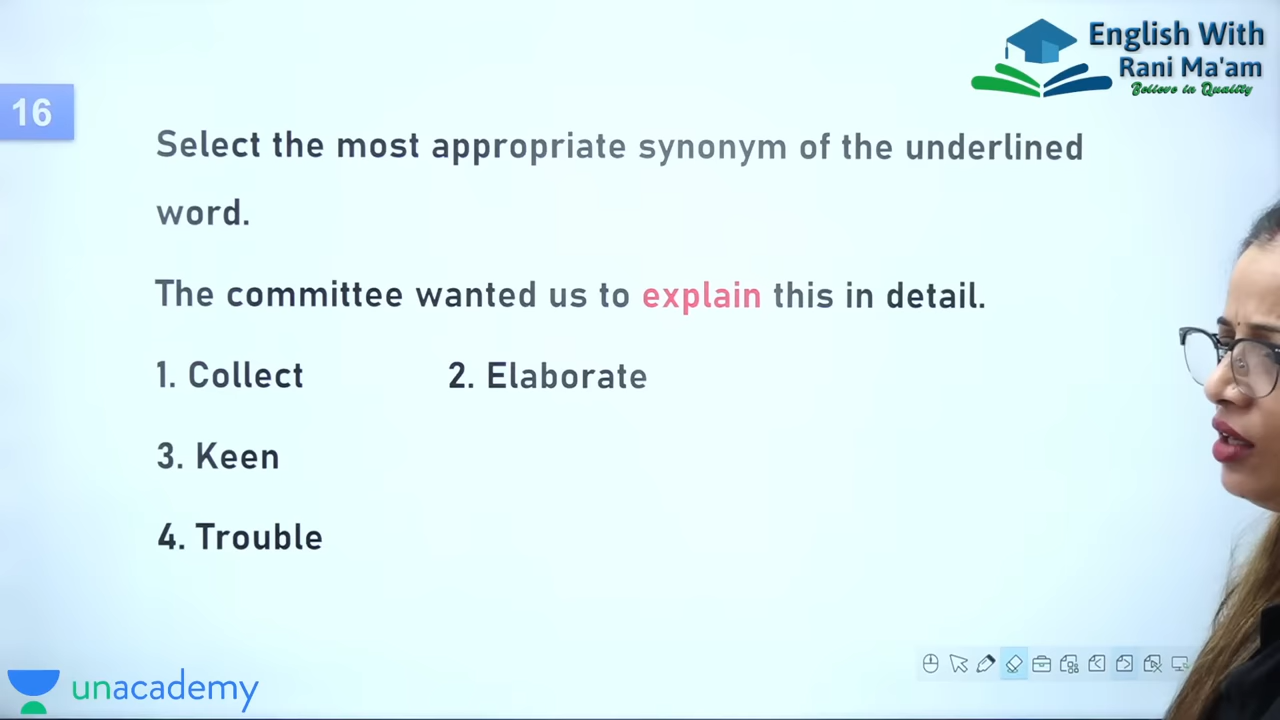 English With
Rani Ma'am
Believe in Quality
16
Select the most appropriate synonym of the underlined
word.
The committee wanted us to explain this in detail.
1. Collect 2. Elaborate
3. Keen
4. Trouble
unacademy